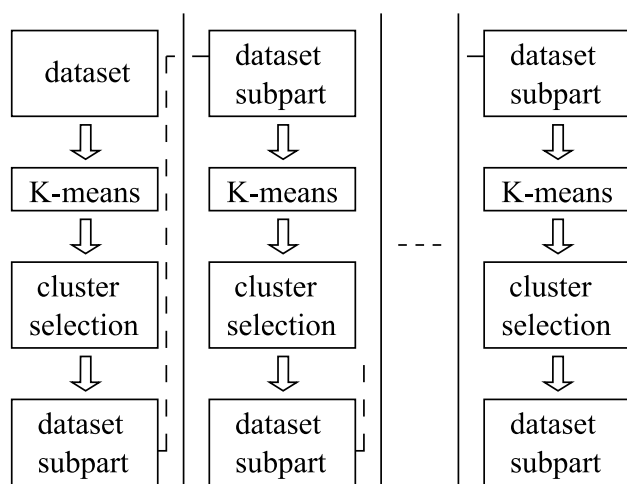 dataset
K-means
cluster
selection
dataset
subpart
dataset
subpart
K-means
cluster
selection
dataset
subpart
dataset
subpart
K-means
cluster
selection
dataset
subpart